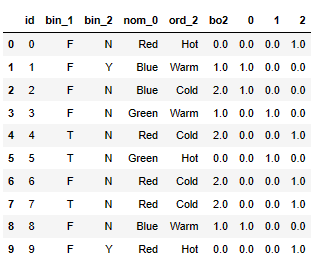 id bin_1 bin_2 nom_0 ord_2 bo2 0 1 2
0 0 F N Red Hot 0.0 0.0 0.0 1.0
1 1 F Y Blue Warm 1.0 1.0 0.0 0.0
2 2 F N Blue Cold 2.0 1.0 0.0 0.0
3 3 F N Green Warm 1.0 0.0 1.0 0.0
4 4 T N Red Cold 2.0 0.0 0.0 1.0
5 5 T N Green Hot 0.0 0.0 1.0 0.0
6 6 F N Red Cold 2.0 0.0 0.0 1.0
7 7 T N Red Cold 2.0 0.0 0.0 1.0
8 8 F N Blue Warm 1.0 1.0 0.0 0.0
9 9 F Y Red Hot 0.0 0.0 0.0 1.0